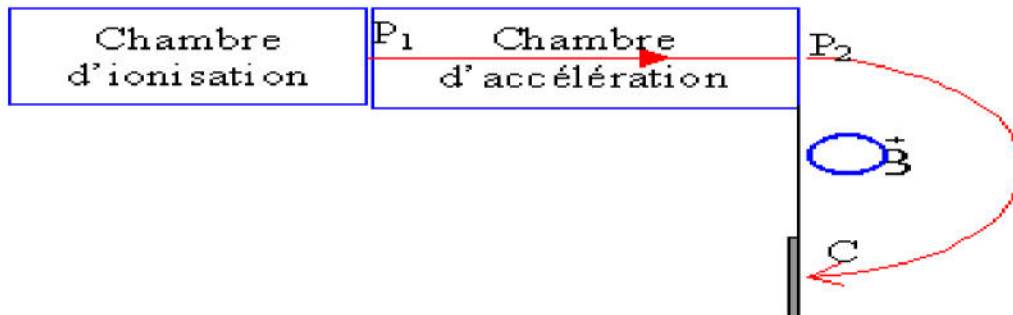 Chambre
d'ionisation
P1
Chambre
d'accélération
P2
B
C